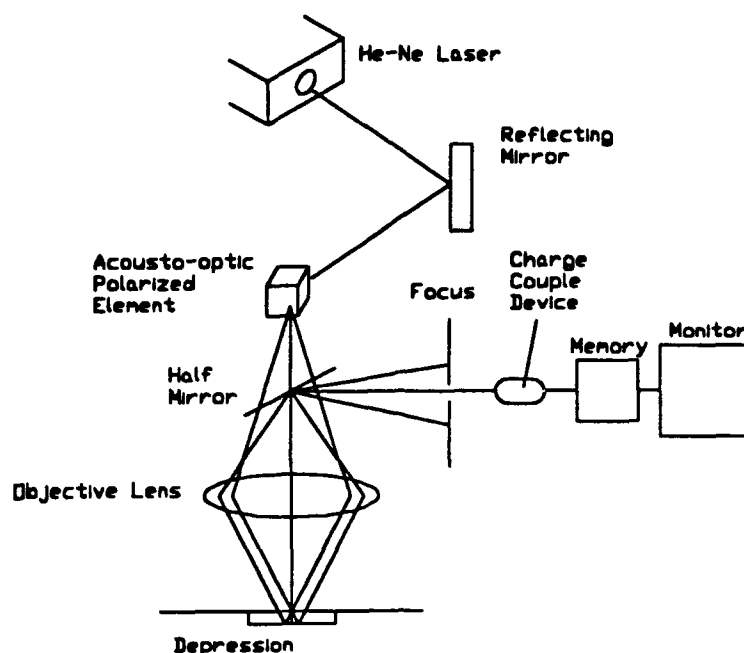 He-Ne Laser
Reflecting
Mirror
Acousto-optic
Polarized
Element
Focus
Charge
Couple
Device
Memory
Monitor
Half
Mirror
Objective Lens
Depression